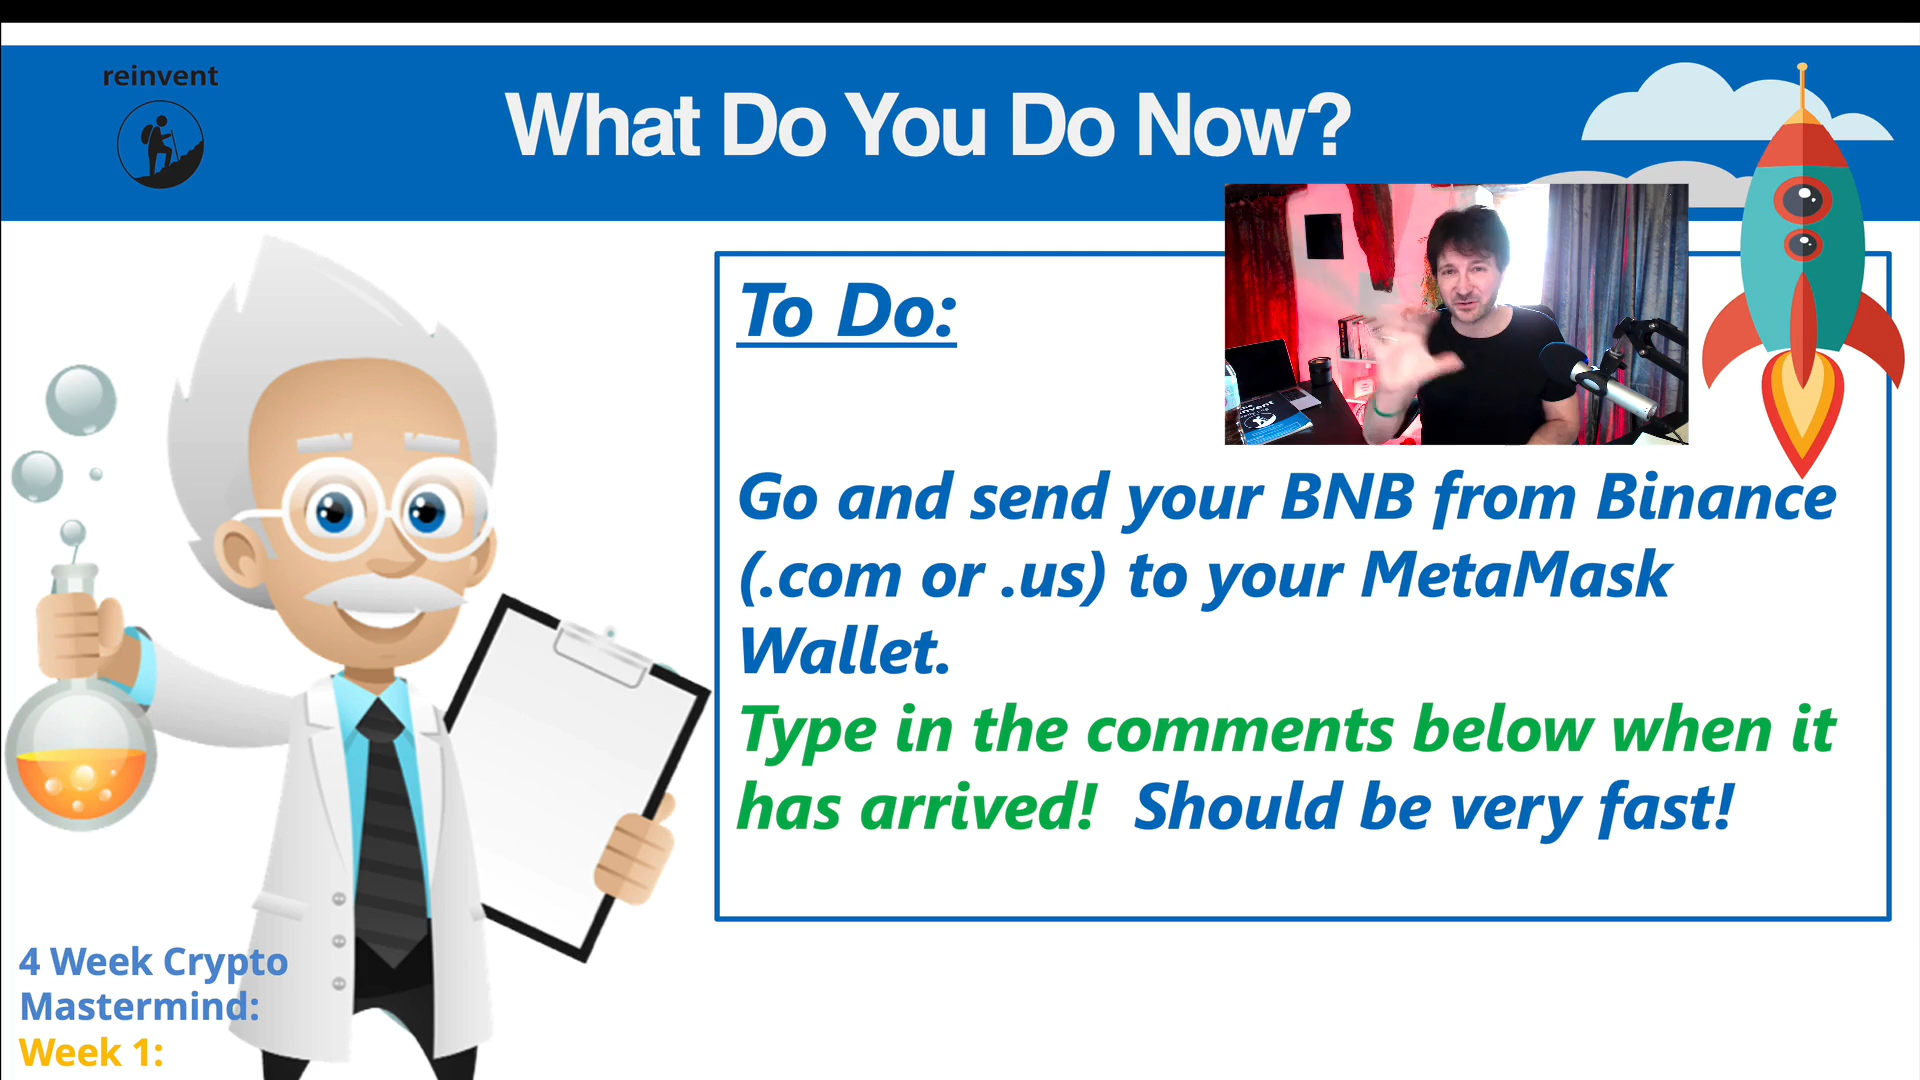 reinvent
What Do You Do Now?
To Do:
Go and send your BNB from Binance
(.com or .us) to your MetaMask
Wallet.
Type in the comments below when it
has arrived!  Should be very fast!
4 Week Crypto
Mastermind:
Week 1: